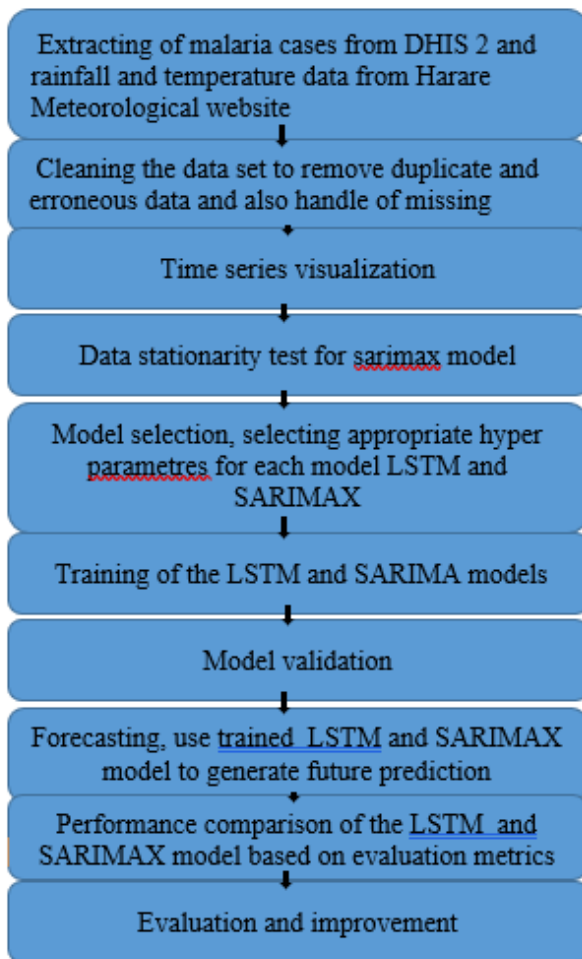 Extracting of malaria cases from DHIS 2 and
rainfall and temperature data from Harare
Meteorological website
Cleaning the data set to remove duplicate and
erroneous data and also handle of missing
Time series visualization
Data stationarity test for sarimax model
Model selection, selecting appropriate hyper
parametres for each model LSTM and
SARIMAX
Training of the LSTM and SARIMA models
Model validation
Forecasting, use trained LSTM and SARIMAX
model to generate future prediction
Performance comparison of the LSTM and
SARIMAX model based on evaluation metrics
Evaluation and improvement